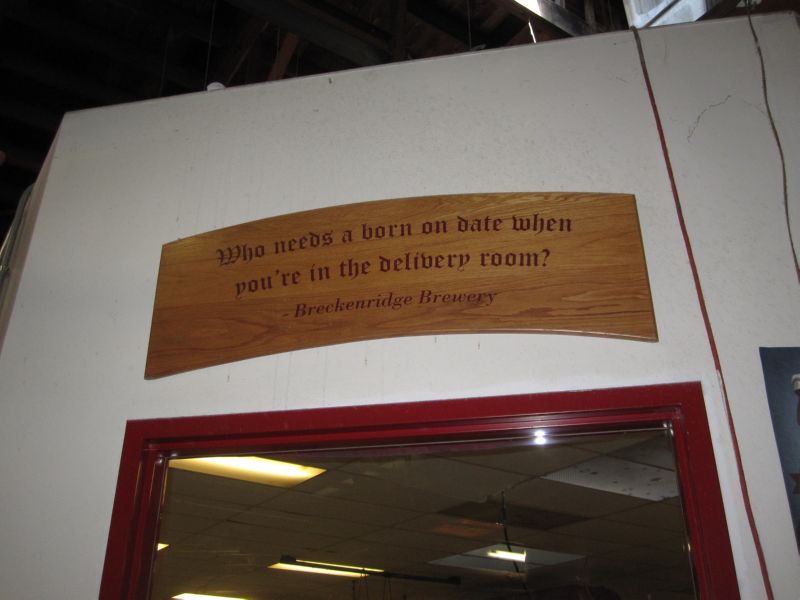 Who needs a born on date when
you're in the delivery room?
- Breckenridge Brewery